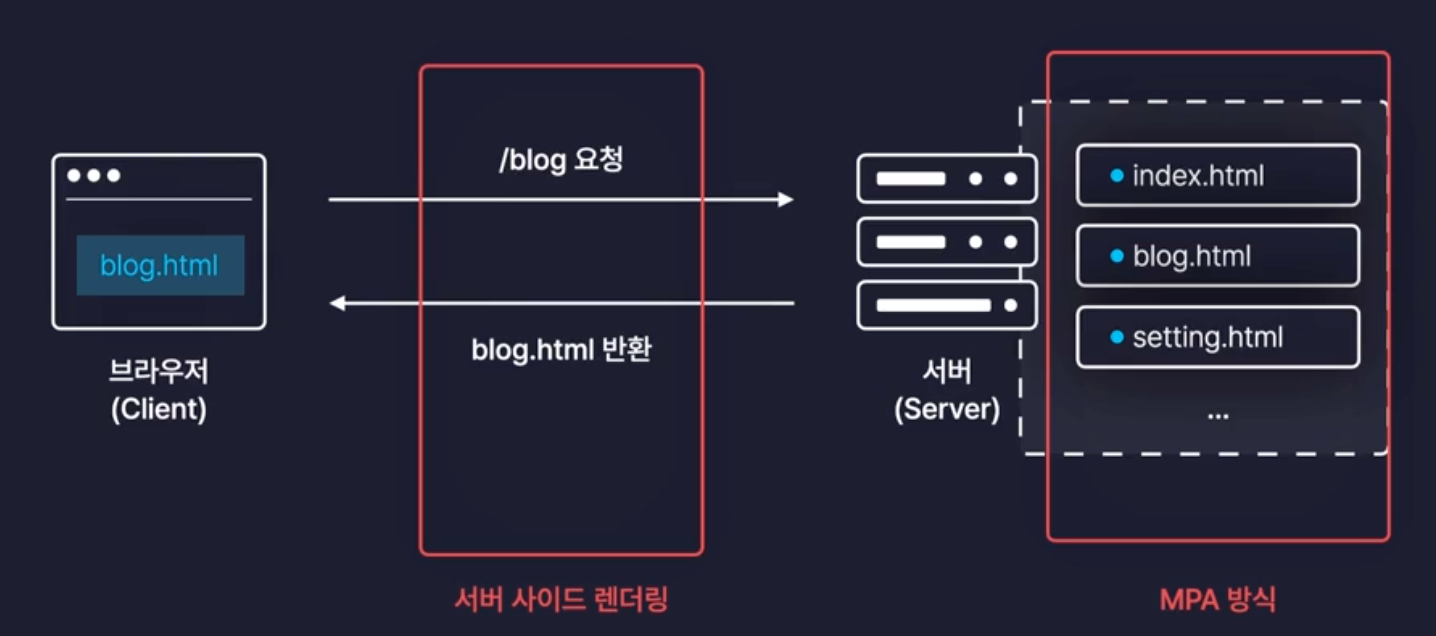 /blog 요청
blog.html
blog.html 반환
브라우저
(Client)
서버
(Server)
index.html
blog.html
setting.html
...
서버 사이드 렌더링
MPA 방식